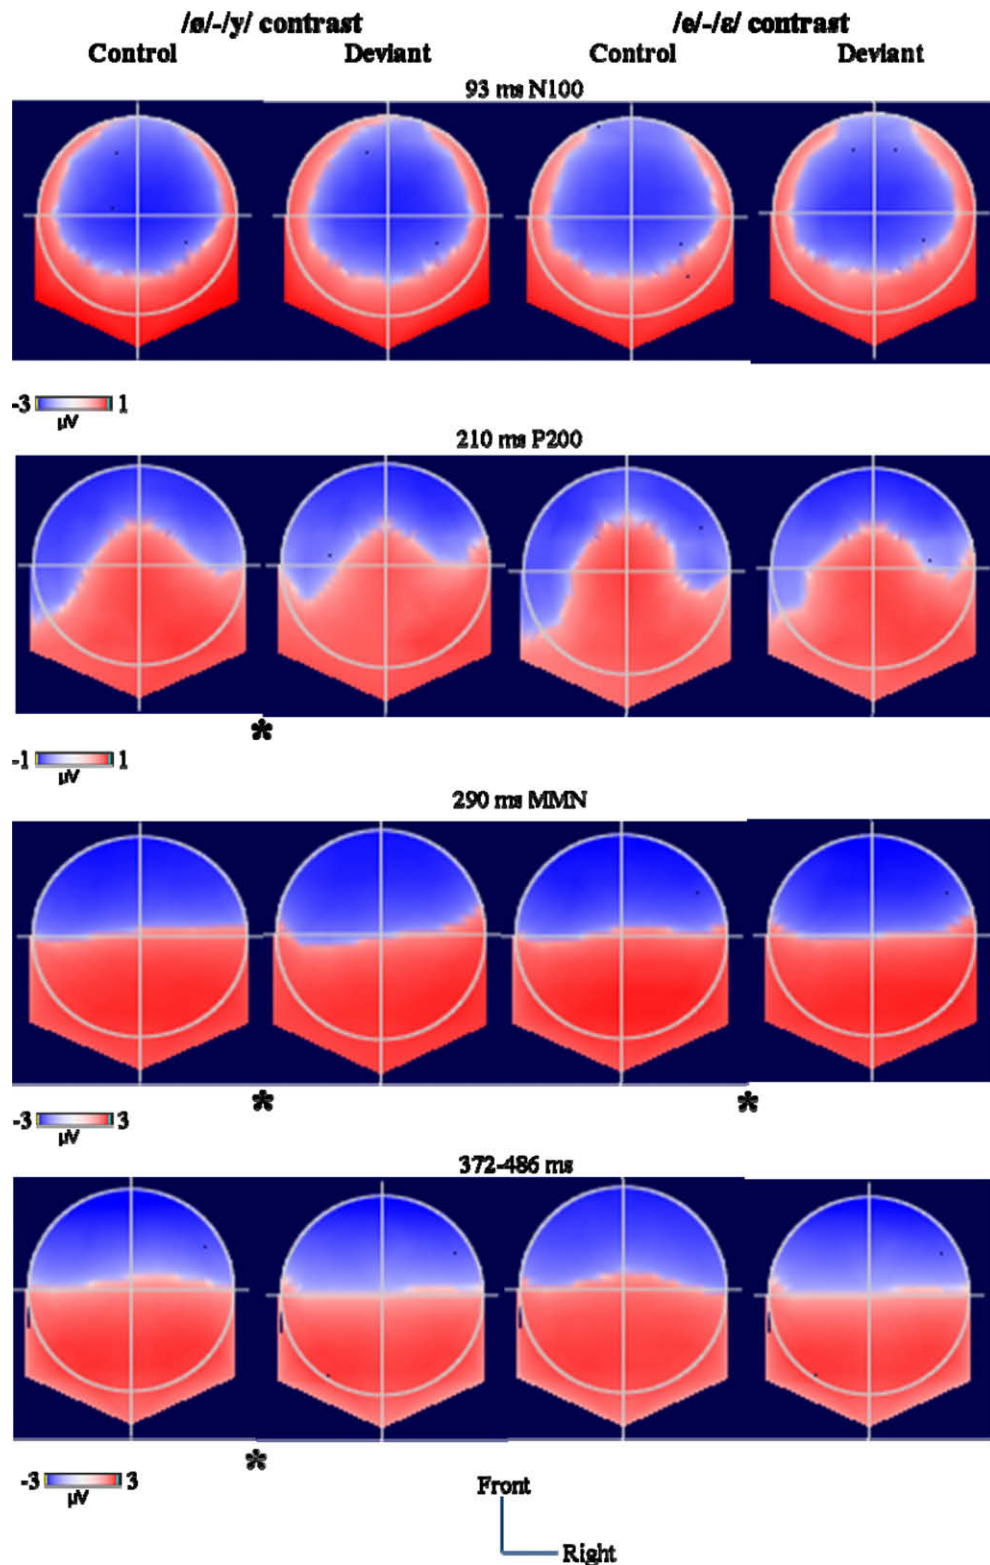 /ø/-/y/ contrast /e/-/ɛ/ contrast
Control Deviant Control Deviant
93 ms N100
-3 1
µV
210 ms P200
*
-1 1
µV
290 ms MMN
* *
-3 3
µV
372-486 ms
*
-3 3
µV
Front
Right